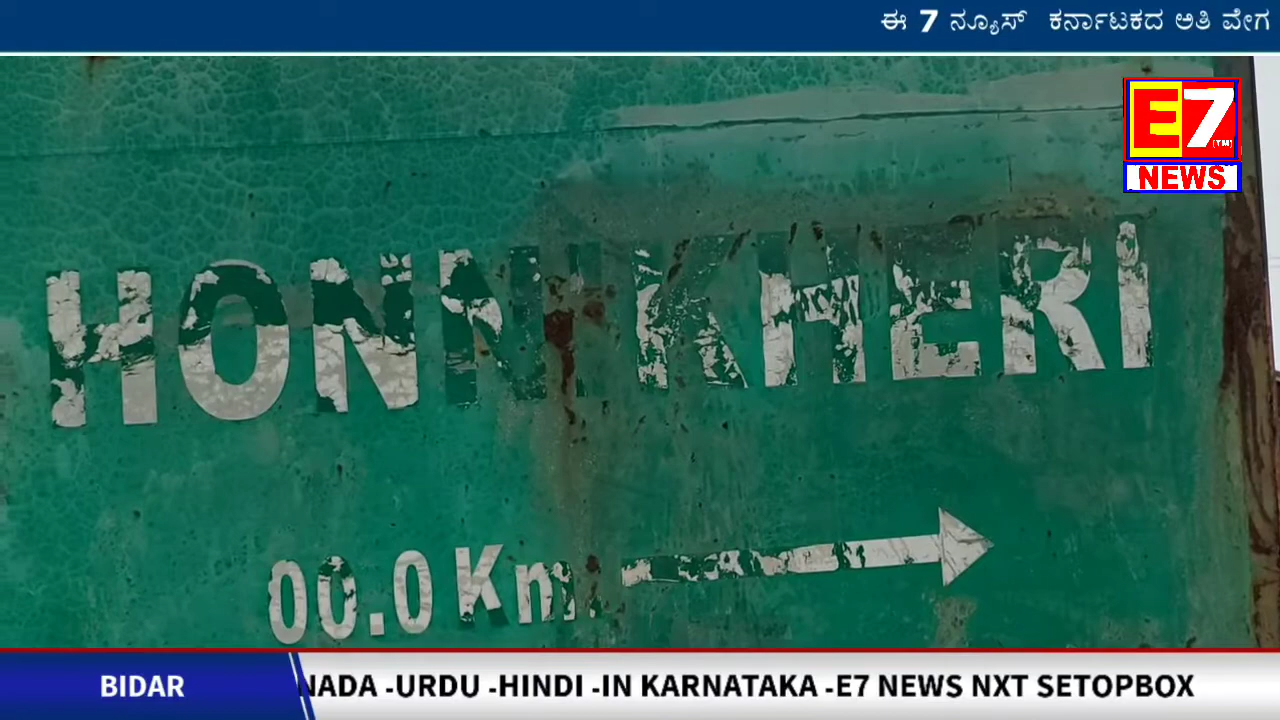 ಈ 7 ನ್ಯೂಸ್ ಕರ್ನಾಟಕದ ಅತಿ ವೇಗ
E7
(TM)
NEWS
HONNIKHERI
00.0 Km.
BIDAR
NADA -URDU -HINDI -IN KARNATAKA -E7 NEWS NXT SETOPBOX